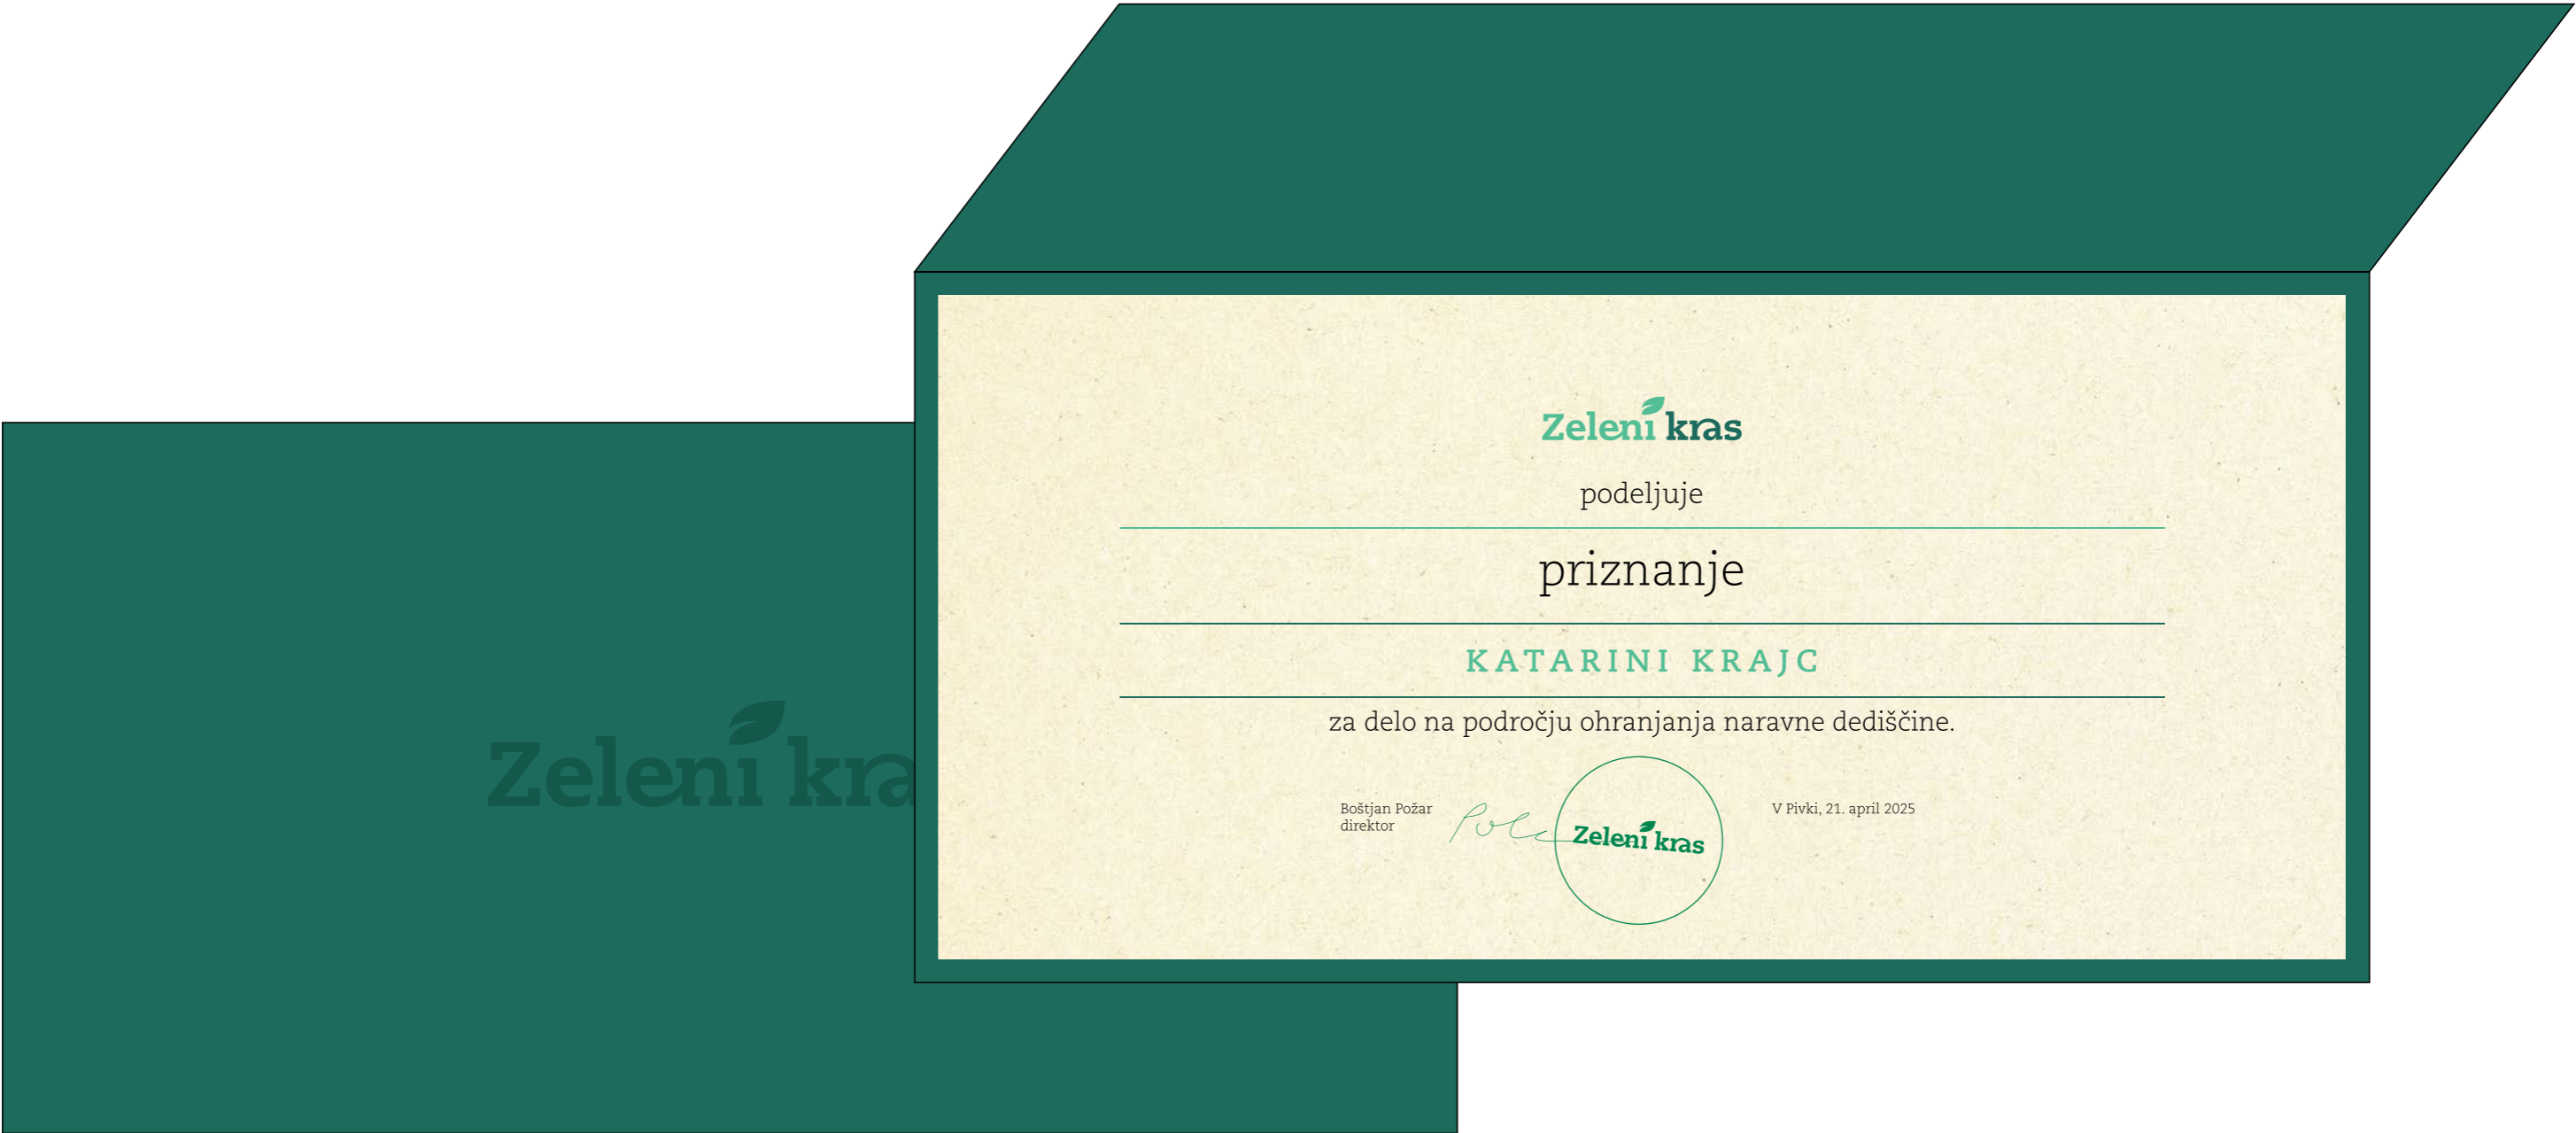 Zeleni kra
Zeleni kras
podeljuje
priznanje
KATARINI KRAJC
za delo na področju ohranjanja naravne dediščine.
Boštjan Požar
direktor
Zeleni kras
V Pivki, 21. april 2025